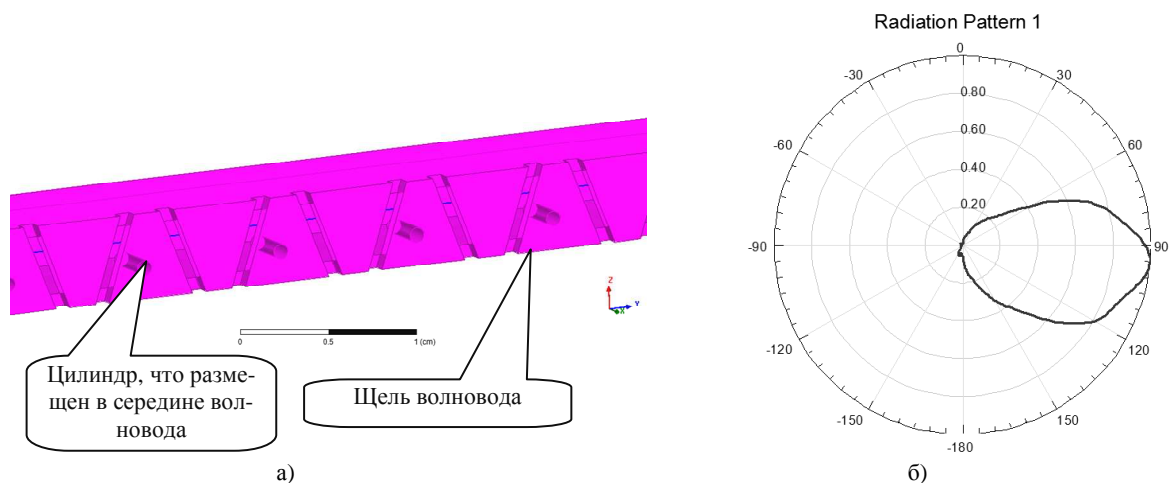 Radiation Pattern 1
0
-30
30
0.80
-60
60
0.60
0.40
0.20
-90
90
-120
120
-150
150
-180
Z
Y
X
0
0.5
1 (cm)
Цилиндр, что разме-
щен в середине вол-
новода
Щель волновода
а)
б)